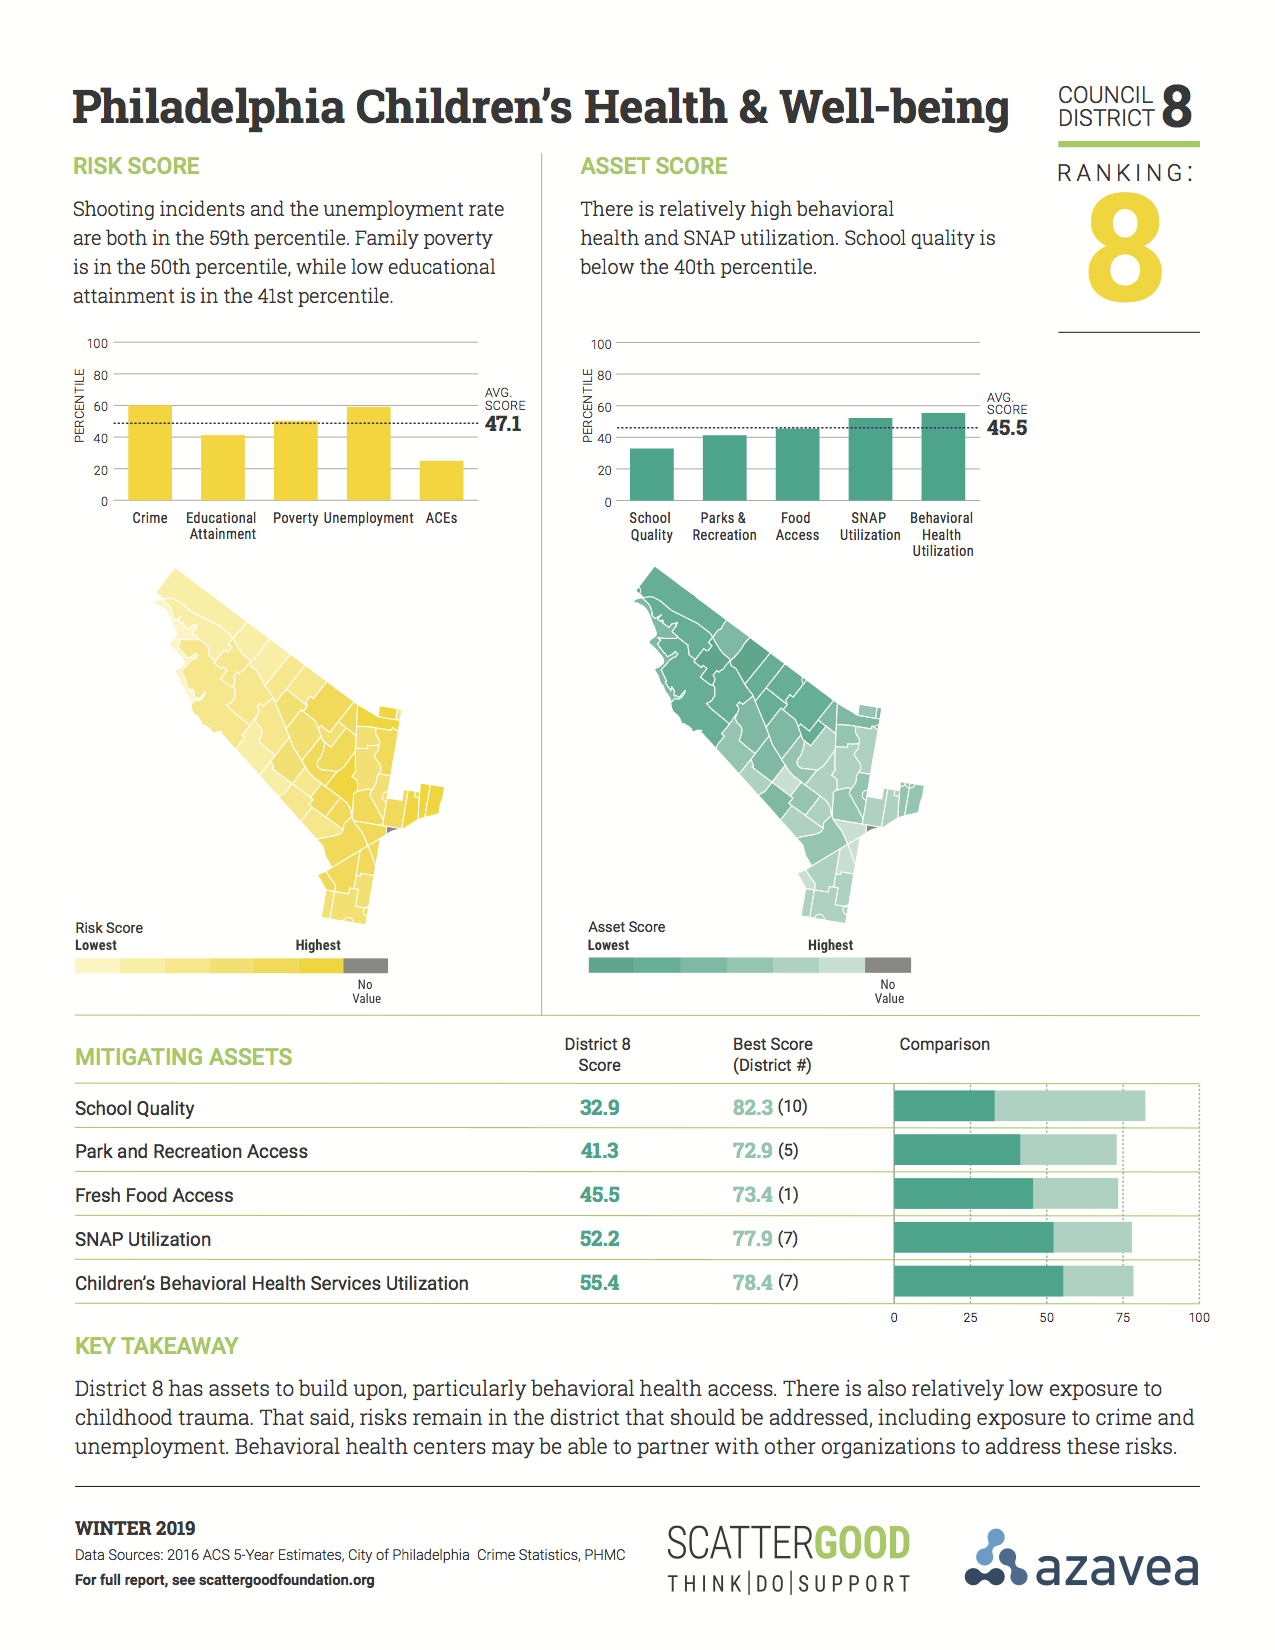 Philadelphia Children's Health & Well-being
COUNCIL
DISTRICT 8
RANKING:
8
RISK SCORE
Shooting incidents and the unemployment rate
are both in the 59th percentile. Family poverty
is in the 50th percentile, while low educational
attainment is in the 41st percentile.
PERCENTILE
100
80
60
40
20
0
AVG.
SCORE
47.1
Crime
Educational
Attainment
Poverty
Unemployment
ACEs
Risk Score
Lowest
Highest
No
Value
ASSET SCORE
There is relatively high behavioral
health and SNAP utilization. School quality is
below the 40th percentile.
PERCENTILE
100
80
60
40
20
0
AVG.
SCORE
45.5
School
Quality
Parks &
Recreation
Food
Access
SNAP
Utilization
Behavioral
Health
Utilization
Asset Score
Lowest
Highest
No
Value
MITIGATING ASSETS
District 8
Score
Best Score
(District #)
Comparison
School Quality 32.9 82.3 (10)
Park and Recreation Access 41.3 72.9 (5)
Fresh Food Access 45.5 73.4 (1)
SNAP Utilization 52.2 77.9 (7)
Children's Behavioral Health Services Utilization 55.4 78.4 (7)
0 25 50 75 100
KEY TAKEAWAY
District 8 has assets to build upon, particularly behavioral health access. There is also relatively low exposure to
childhood trauma. That said, risks remain in the district that should be addressed, including exposure to crime and
unemployment. Behavioral health centers may be able to partner with other organizations to address these risks.
WINTER 2019
Data Sources: 2016 ACS 5-Year Estimates, City of Philadelphia Crime Statistics, PHMC
For full report, see scattergoodfoundation.org
SCATTERGOOD
THINK|DO|SUPPORT
azavea